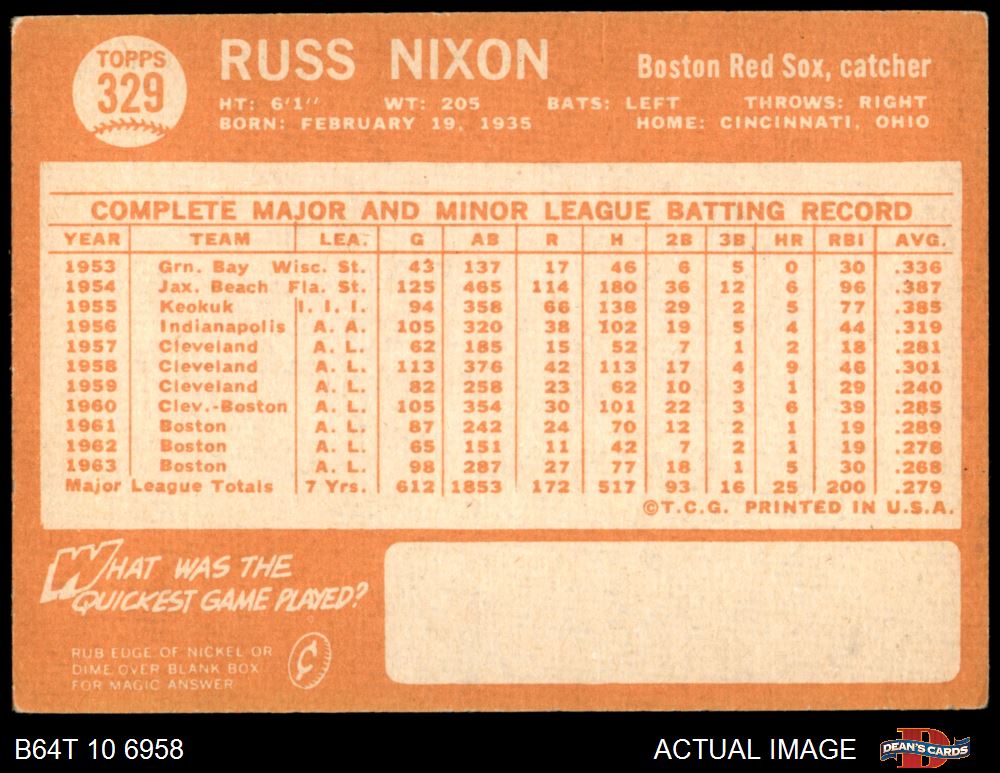 TOPPS
329
RUSS NIXON
Boston Red Sox, catcher
HT: 6'1" WT: 205 BATS: LEFT THROWS: RIGHT
BORN: FEBRUARY 19, 1935 HOME: CINCINNATI, OHIO
COMPLETE MAJOR AND MINOR LEAGUE BATTING RECORD
YEAR TEAM LEA. G AB R H 2B 3B HR RBI AVG.
1953 Grn. Bay Wisc. St. 43 137 17 46 6 5 0 30 .336
1954 Jax. Beach Fla. St. 125 465 114 180 36 12 6 96 .387
1955 Keokuk I. I. I. 94 358 66 138 29 2 5 77 .385
1956 Indianapolis A. A. 105 320 38 102 19 5 4 44 .319
1957 Cleveland A. L. 62 185 15 52 7 1 2 18 .281
1958 Cleveland A. L. 113 376 42 113 17 4 9 46 .301
1959 Cleveland A. L. 82 258 23 62 10 3 1 29 .240
1960 Clev.-Boston A. L. 105 354 30 101 22 3 6 39 .285
1961 Boston A. L. 87 242 24 70 12 2 1 19 .289
1962 Boston A. L. 65 151 11 42 7 2 1 19 .278
1963 Boston A. L. 98 287 27 77 18 1 5 30 .268
Major League Totals 7 Yrs. 612 1853 172 517 93 16 25 200 .279
©T.C.G. PRINTED IN U.S.A.
WHAT WAS THE
QUICKEST GAME PLAYED?
RUB EDGE OF NICKEL OR
DIME OVER BLANK BOX
FOR MAGIC ANSWER
¢
B64T 10 6958 ACTUAL IMAGE DEAN'S CARDS